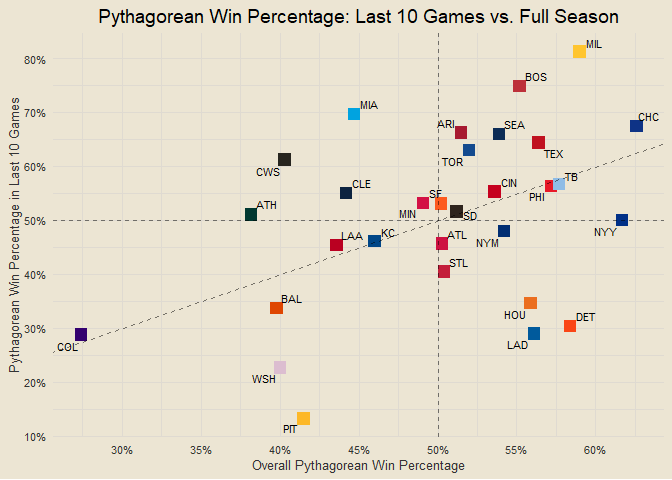 Pythagorean Win Percentage: Last 10 Games vs. Full Season
Pythagorean Win Percentage in Last 10 Games
80%
70%
60%
50%
40%
30%
20%
10%
MIL
BOS
MIA
CHC
ARI
SEA
TEX
TOR
CWS
CLE
CIN
TB
PHI
SF
MIN
SD
ATH
NYY
NYM
KC
LAA
ATL
STL
BAL
HOU
DET
LAD
COL
WSH
PIT
30%
35%
40%
45%
50%
55%
60%
Overall Pythagorean Win Percentage